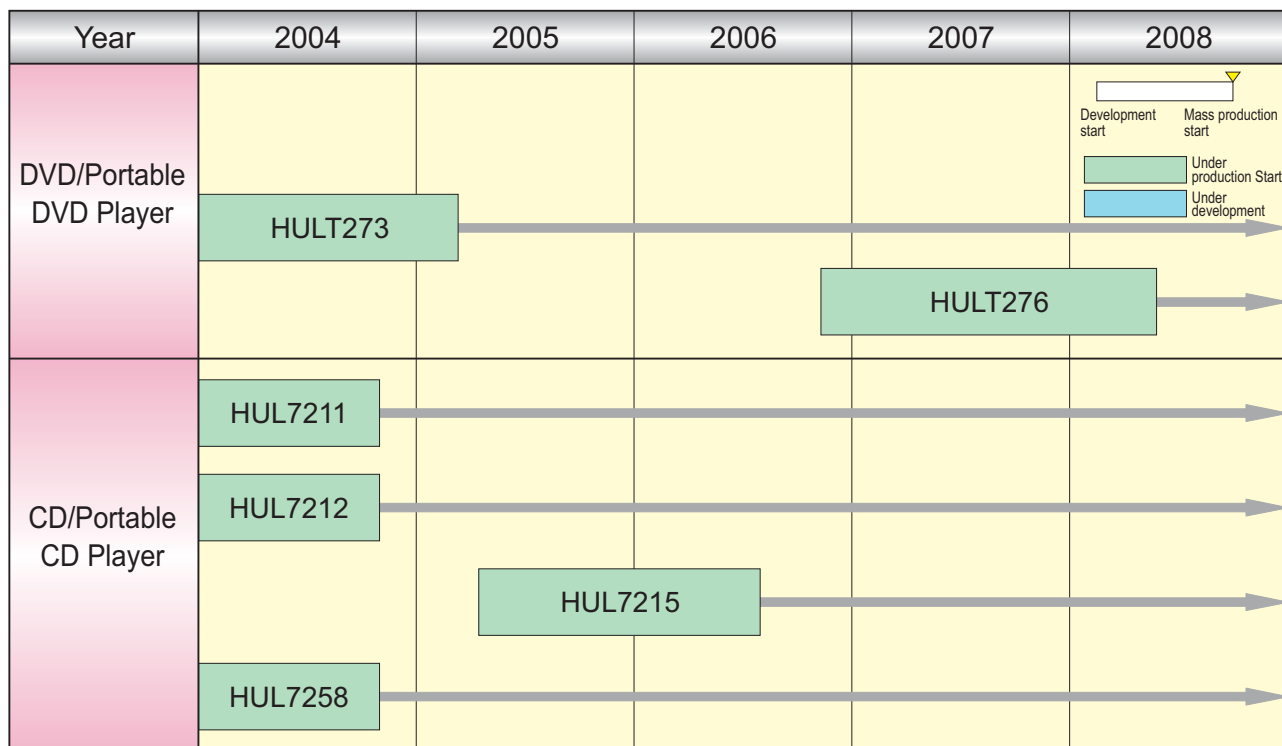 Year 2004 2005 2006 2007 2008
DVD/Portable
DVD Player
Development
start
Mass production
start
Under
production Start
Under
development
HULT273
HULT276
CD/Portable
CD Player
HUL7211
HUL7212
HUL7215
HUL7258